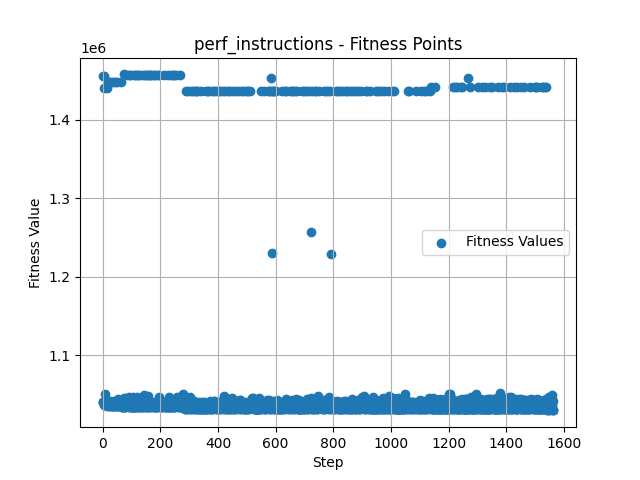 perf_instructions - Fitness Points
1e6
1.4
1.3
1.2
1.1
Fitness Value
Fitness Values
0 200 400 600 800 1000 1200 1400 1600
Step